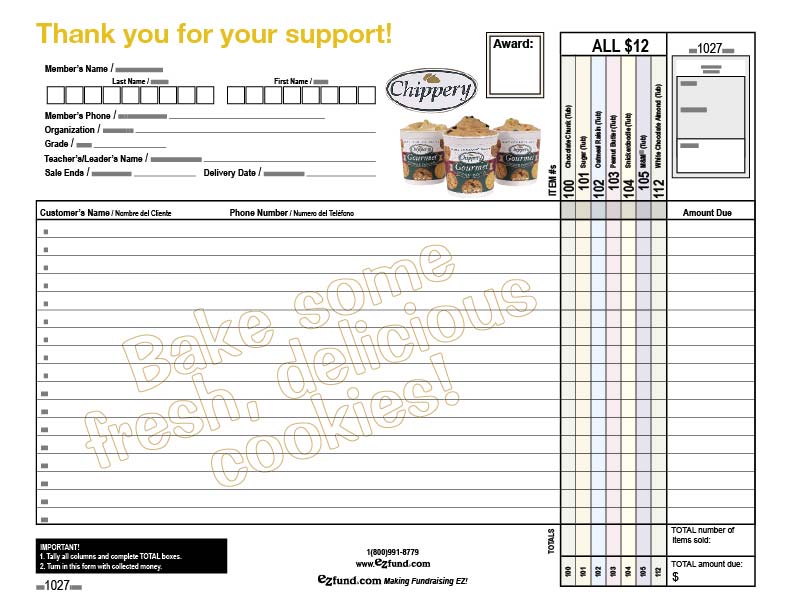 Thank you for your support!
Award:
ALL $12
1027
Member's Name /
Last Name /
First Name /
Chippery
Member's Phone /
Organization /
Grade /
Teacher's/Leader's Name /
Sale Ends /
Delivery Date /
Chippery
Gourmet
Gourmet
Gourmet
ITEM #s
100 Chocolate Chunk (Tub)
101 Sugar (Tub)
102 Oatmeal Raisin (Tub)
103 Peanut Butter (Tub)
104 Snickerdoodle (Tub)
105 M&M (Tub)
112 White Chocolate Almond (Tub)
Customer's Name / Nombre del Cliente
Phone Number / Numero del Teléfono
Amount Due
Bake some
fresh, delicious
cookies!
IMPORTANT!
1. Tally all columns and complete TOTAL boxes.
2. Turn in this form with collected money.
1(800)991-8779
www.ezfund.com
ezfund.com Making Fundraising EZ!
TOTALS
100 101 102 103 104 105 112
TOTAL number of
items sold:
TOTAL amount due:
$
1027